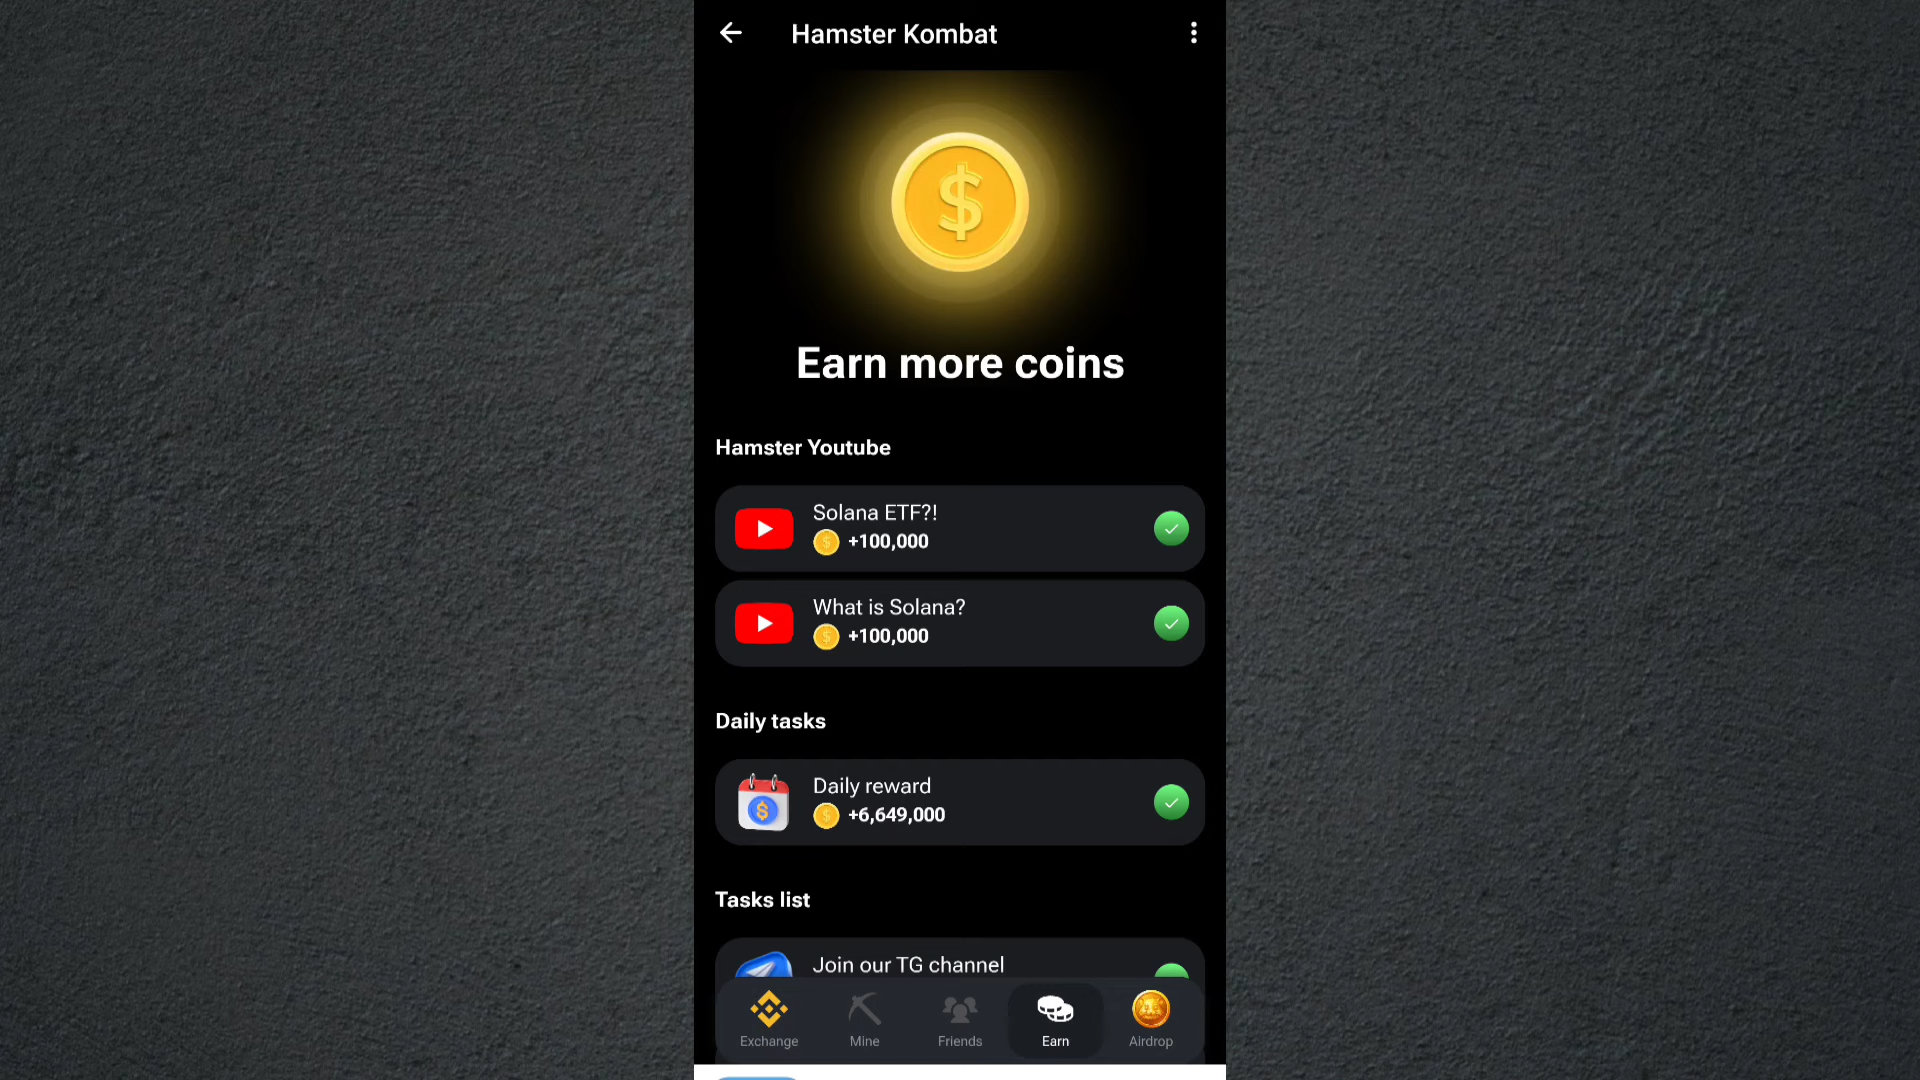 Hamster Kombat
Earn more coins
Hamster Youtube
Solana ETF?!
+100,000
What is Solana?
+100,000
Daily tasks
Daily reward
+6,649,000
Tasks list
Join our TG channel
Exchange
Mine
Friends
Earn
Airdrop